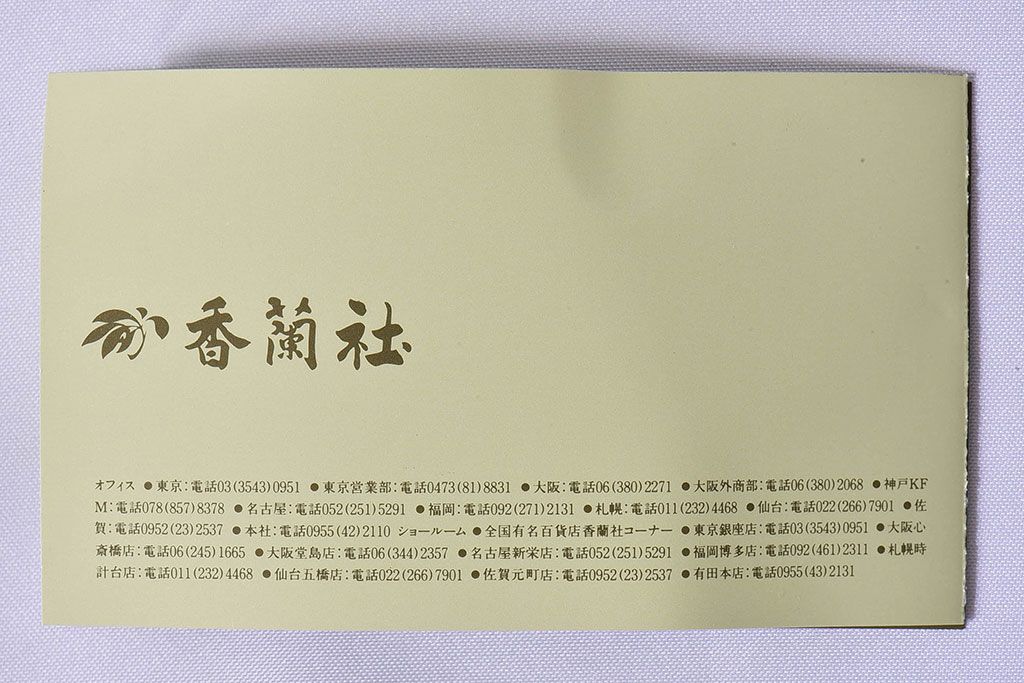 香蘭社
オフィス ●東京:電話03(3543)0951 ●東京営業部:電話0473(81)8831 ●大阪:電話06(380)2271 ●大阪外商部:電話06(380)2068 ●神戸KF
M:電話078(857)8378 ●名古屋:電話052(251)5291 ●福岡:電話092(271)2131 ●札幌:電話011(232)4468 ●仙台:電話022(266)7901 ●佐
賀:電話0952(23)2537 ●本社:電話0955(42)2110 ショールーム ●全国有名百貨店香蘭社コーナー ●東京銀座店:電話03(3543)0951 ●大阪心
斎橋店:電話06(245)1665 ●大阪堂島店:電話06(344)2357 ●名古屋新栄店:電話052(251)5291 ●福岡博多店:電話092(461)2311 ●札幌時
計台店:電話011(232)4468 ●仙台五橋店:電話022(266)7901 ●佐賀元町店:電話0952(23)2537 ●有田本店:電話0955(43)2131